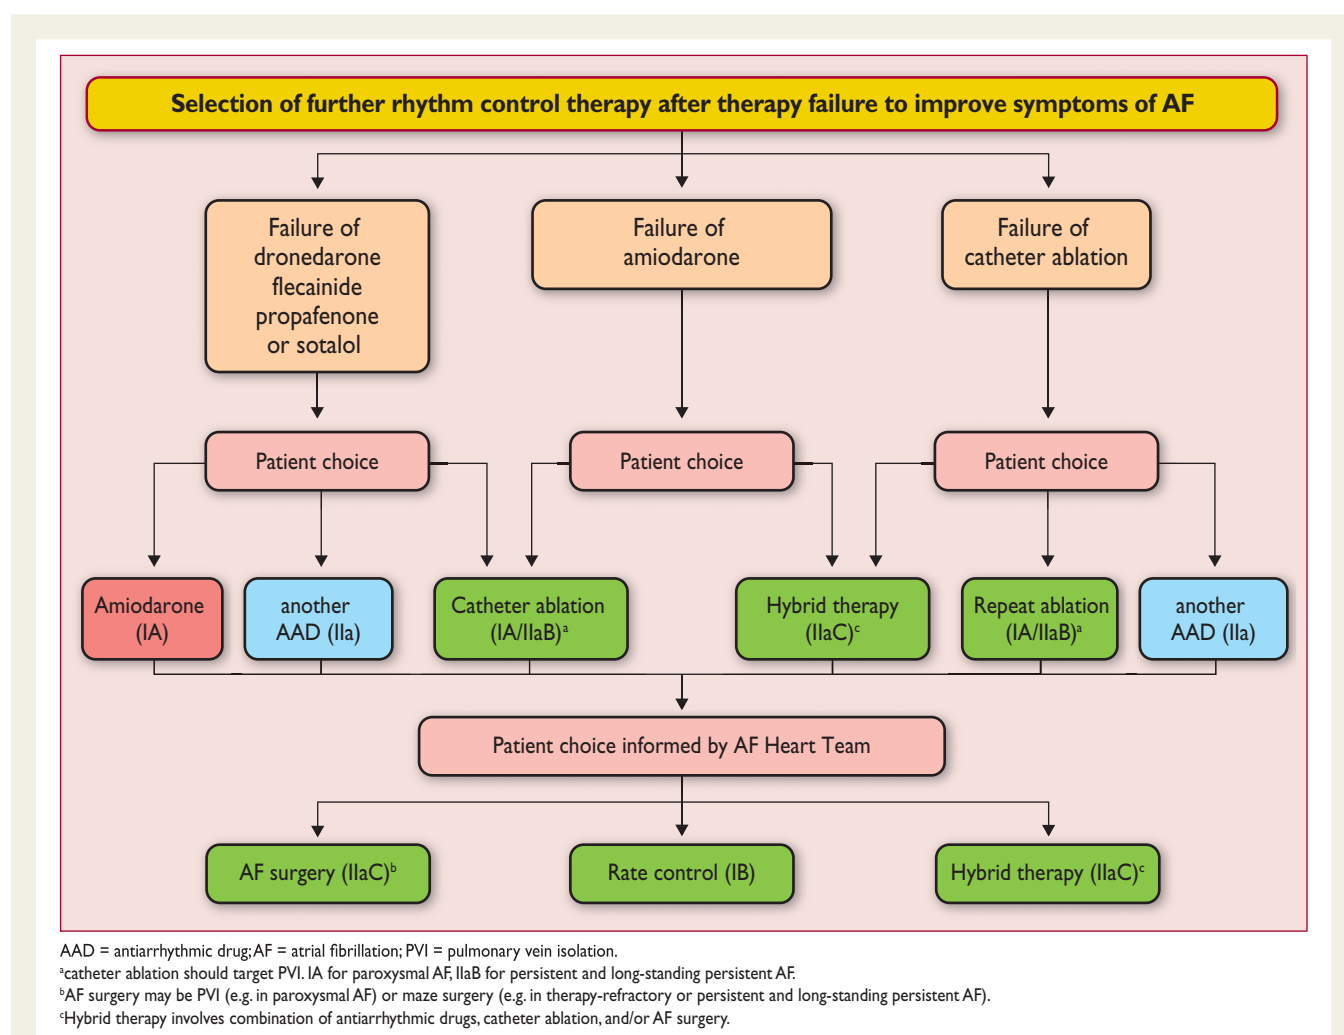 Selection of further rhythm control therapy after therapy failure to improve symptoms of AF
Failure of
dronedarone
flecainide
propafenone
or sotalol
Failure of
amiodarone
Failure of
catheter ablation
Patient choice
Patient choice
Patient choice
Amiodarone
(IA)
another
AAD (IIa)
Catheter ablation
(IA/IIaB)ᵃ
Hybrid therapy
(IIaC)ᶜ
Repeat ablation
(IA/IIaB)ᵃ
another
AAD (IIa)
Patient choice informed by AF Heart Team
AF surgery (IIaC)ᵇ
Rate control (IB)
Hybrid therapy (IIaC)ᶜ
AAD = antiarrhythmic drug; AF = atrial fibrillation; PVI = pulmonary vein isolation.
ᵃcatheter ablation should target PVI. IA for paroxysmal AF, IIaB for persistent and long-standing persistent AF.
ᵇAF surgery may be PVI (e.g. in paroxysmal AF) or maze surgery (e.g. in therapy-refractory or persistent and long-standing persistent AF).
ᶜHybrid therapy involves combination of antiarrhythmic drugs, catheter ablation, and/or AF surgery.